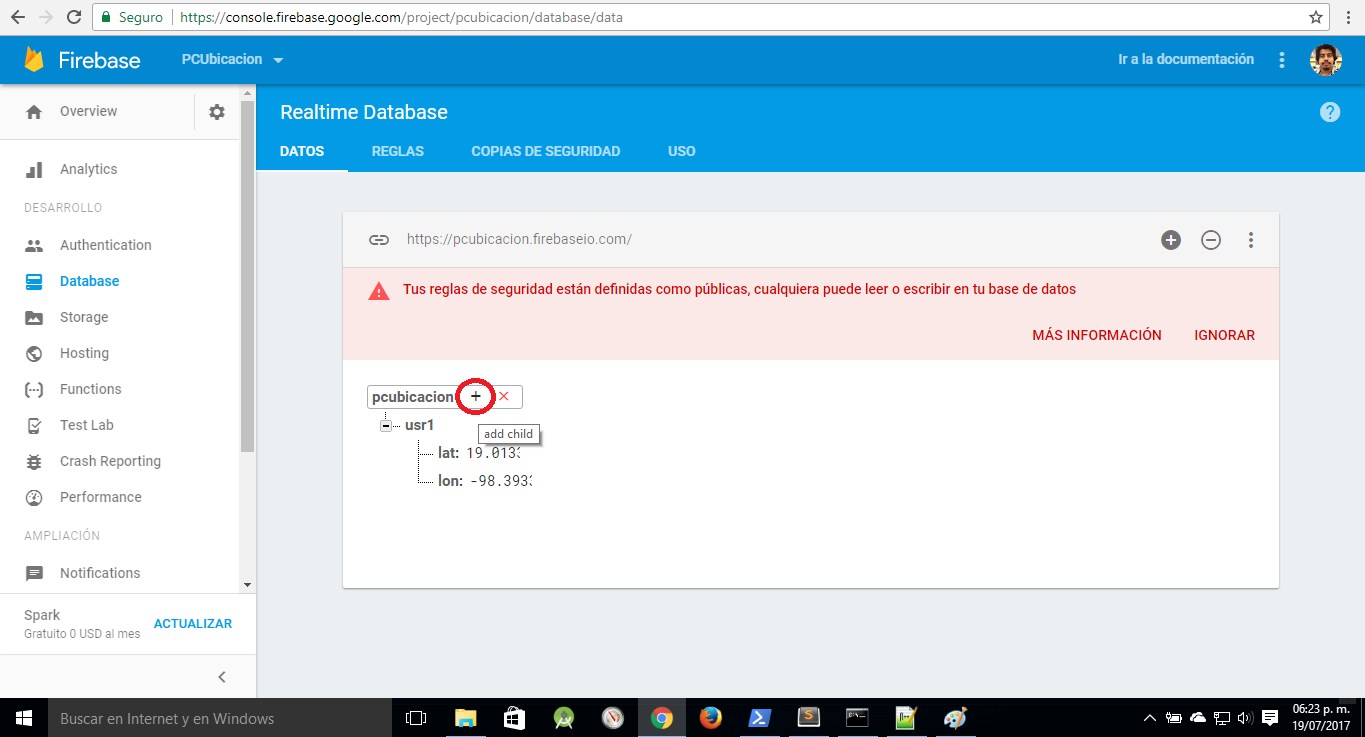 Seguro https://console.firebase.google.com/project/pcubicacion/database/data
Firebase PCUbicacion Ir a la documentación
Overview
Analytics
DESARROLLO
Authentication
Database
Storage
Hosting
Functions
Test Lab
Crash Reporting
Performance
AMPLIACIÓN
Notifications
Spark
Gratuito 0 USD al mes
ACTUALIZAR
Realtime Database
DATOS REGLAS COPIAS DE SEGURIDAD USO
https://pcubicacion.firebaseio.com/
Tus reglas de seguridad están definidas como públicas, cualquiera puede leer o escribir en tu base de datos
MÁS INFORMACIÓN IGNORAR
pcubicacion
usr1
add child
lat: 19.0133
lon: -98.3933
Buscar en Internet y en Windows
06:23 p. m.
19/07/2017